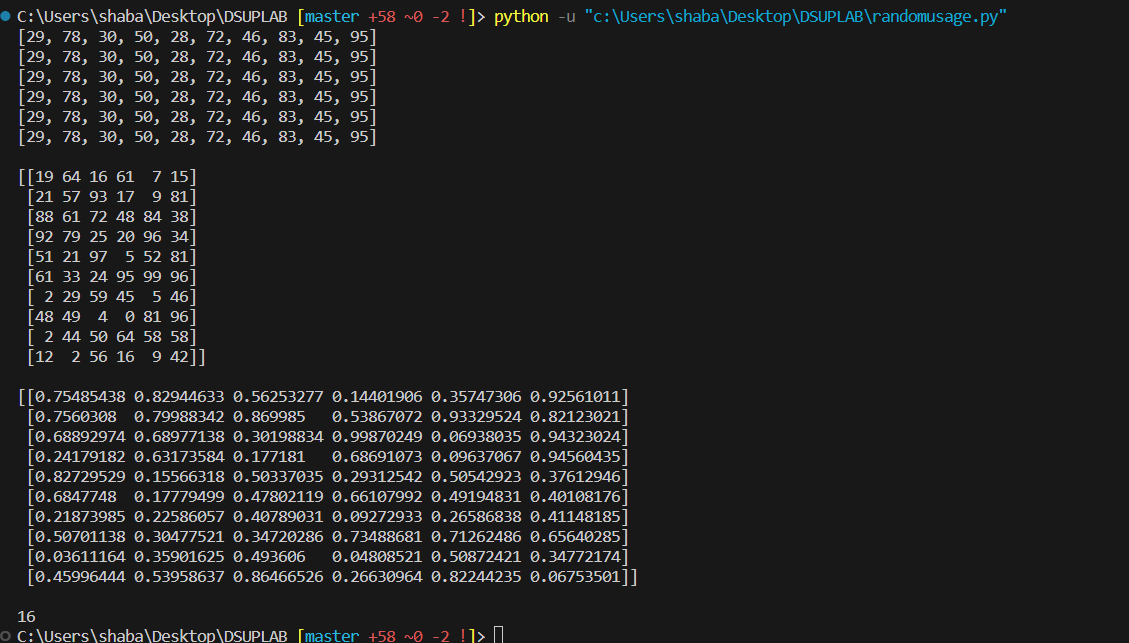 C:\Users\shaba\Desktop\DSUPLAB [master +58 ~0 -2 !]> python -u "c:\Users\shaba\Desktop\DSUPLAB\randomusage.py"
[29, 78, 30, 50, 28, 72, 46, 83, 45, 95]
[29, 78, 30, 50, 28, 72, 46, 83, 45, 95]
[29, 78, 30, 50, 28, 72, 46, 83, 45, 95]
[29, 78, 30, 50, 28, 72, 46, 83, 45, 95]
[29, 78, 30, 50, 28, 72, 46, 83, 45, 95]
[29, 78, 30, 50, 28, 72, 46, 83, 45, 95]
[[19 64 16 61  7 15]
 [21 57 93 17  9 81]
 [88 61 72 48 84 38]
 [92 79 25 20 96 34]
 [51 21 97  5 52 81]
 [61 33 24 95 99 96]
 [ 2 29 59 45  5 46]
 [48 49  4  0 81 96]
 [ 2 44 50 64 58 58]
 [12  2 56 16  9 42]]
[[0.75485438 0.82944633 0.56253277 0.14401906 0.35747306 0.92561011]
 [0.7560308  0.79988342 0.869985   0.53867072 0.93329524 0.82123021]
 [0.68892974 0.68977138 0.30198834 0.99870249 0.06938035 0.94323024]
 [0.24179182 0.63173584 0.177181   0.68691073 0.09637067 0.94560435]
 [0.82729529 0.15566318 0.50337035 0.29312542 0.50542923 0.37612946]
 [0.6847748  0.17779499 0.47802119 0.66107992 0.49194831 0.40108176]
 [0.21873985 0.22586057 0.40789031 0.09272933 0.26586838 0.41148185]
 [0.50701138 0.30477521 0.34720286 0.73488681 0.71262486 0.65640285]
 [0.03611164 0.35901625 0.493606   0.04808521 0.50872421 0.34772174]
 [0.45996444 0.53958637 0.86466526 0.26630964 0.82244235 0.06753501]]
16
C:\Users\shaba\Desktop\DSUPLAB [master +58 ~0 -2 !]>